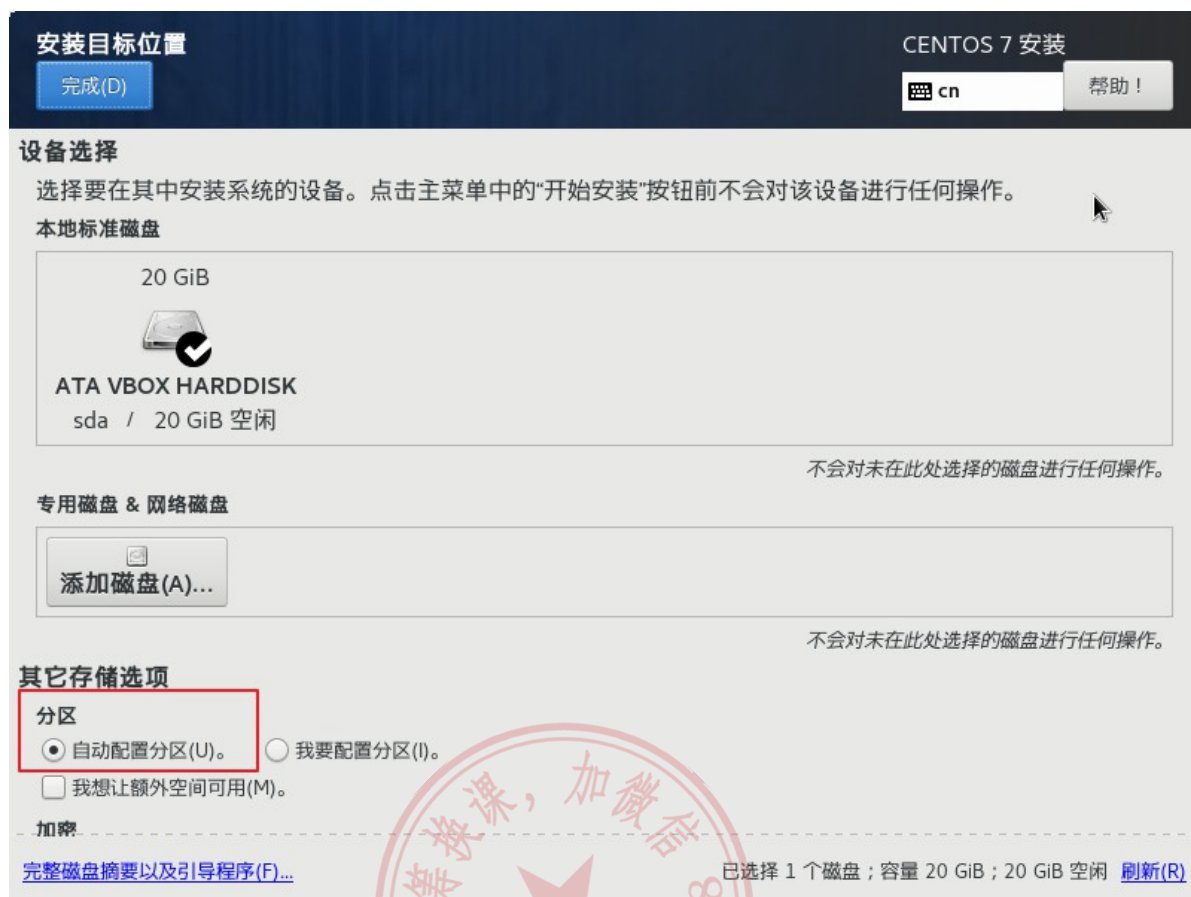 安装目标位置
CENTOS 7 安装
完成(D)
cn
帮助！
设备选择
选择要在其中安装系统的设备。点击主菜单中的“开始安装”按钮前不会对该设备进行任何操作。
本地标准磁盘
20 GiB
ATA VBOX HARDDISK
sda / 20 GiB 空闲
不会对未在此处选择的磁盘进行任何操作。
专用磁盘 & 网络磁盘
添加磁盘(A)...
不会对未在此处选择的磁盘进行任何操作。
其它存储选项
分区
自动配置分区(U)。
我要配置分区(I)。
我想让额外空间可用(M)。
加密
完整磁盘摘要以及引导程序(F)...
已选择 1 个磁盘；容量 20 GiB；20 GiB 空闲 刷新(R)
筹换课，加微信
8